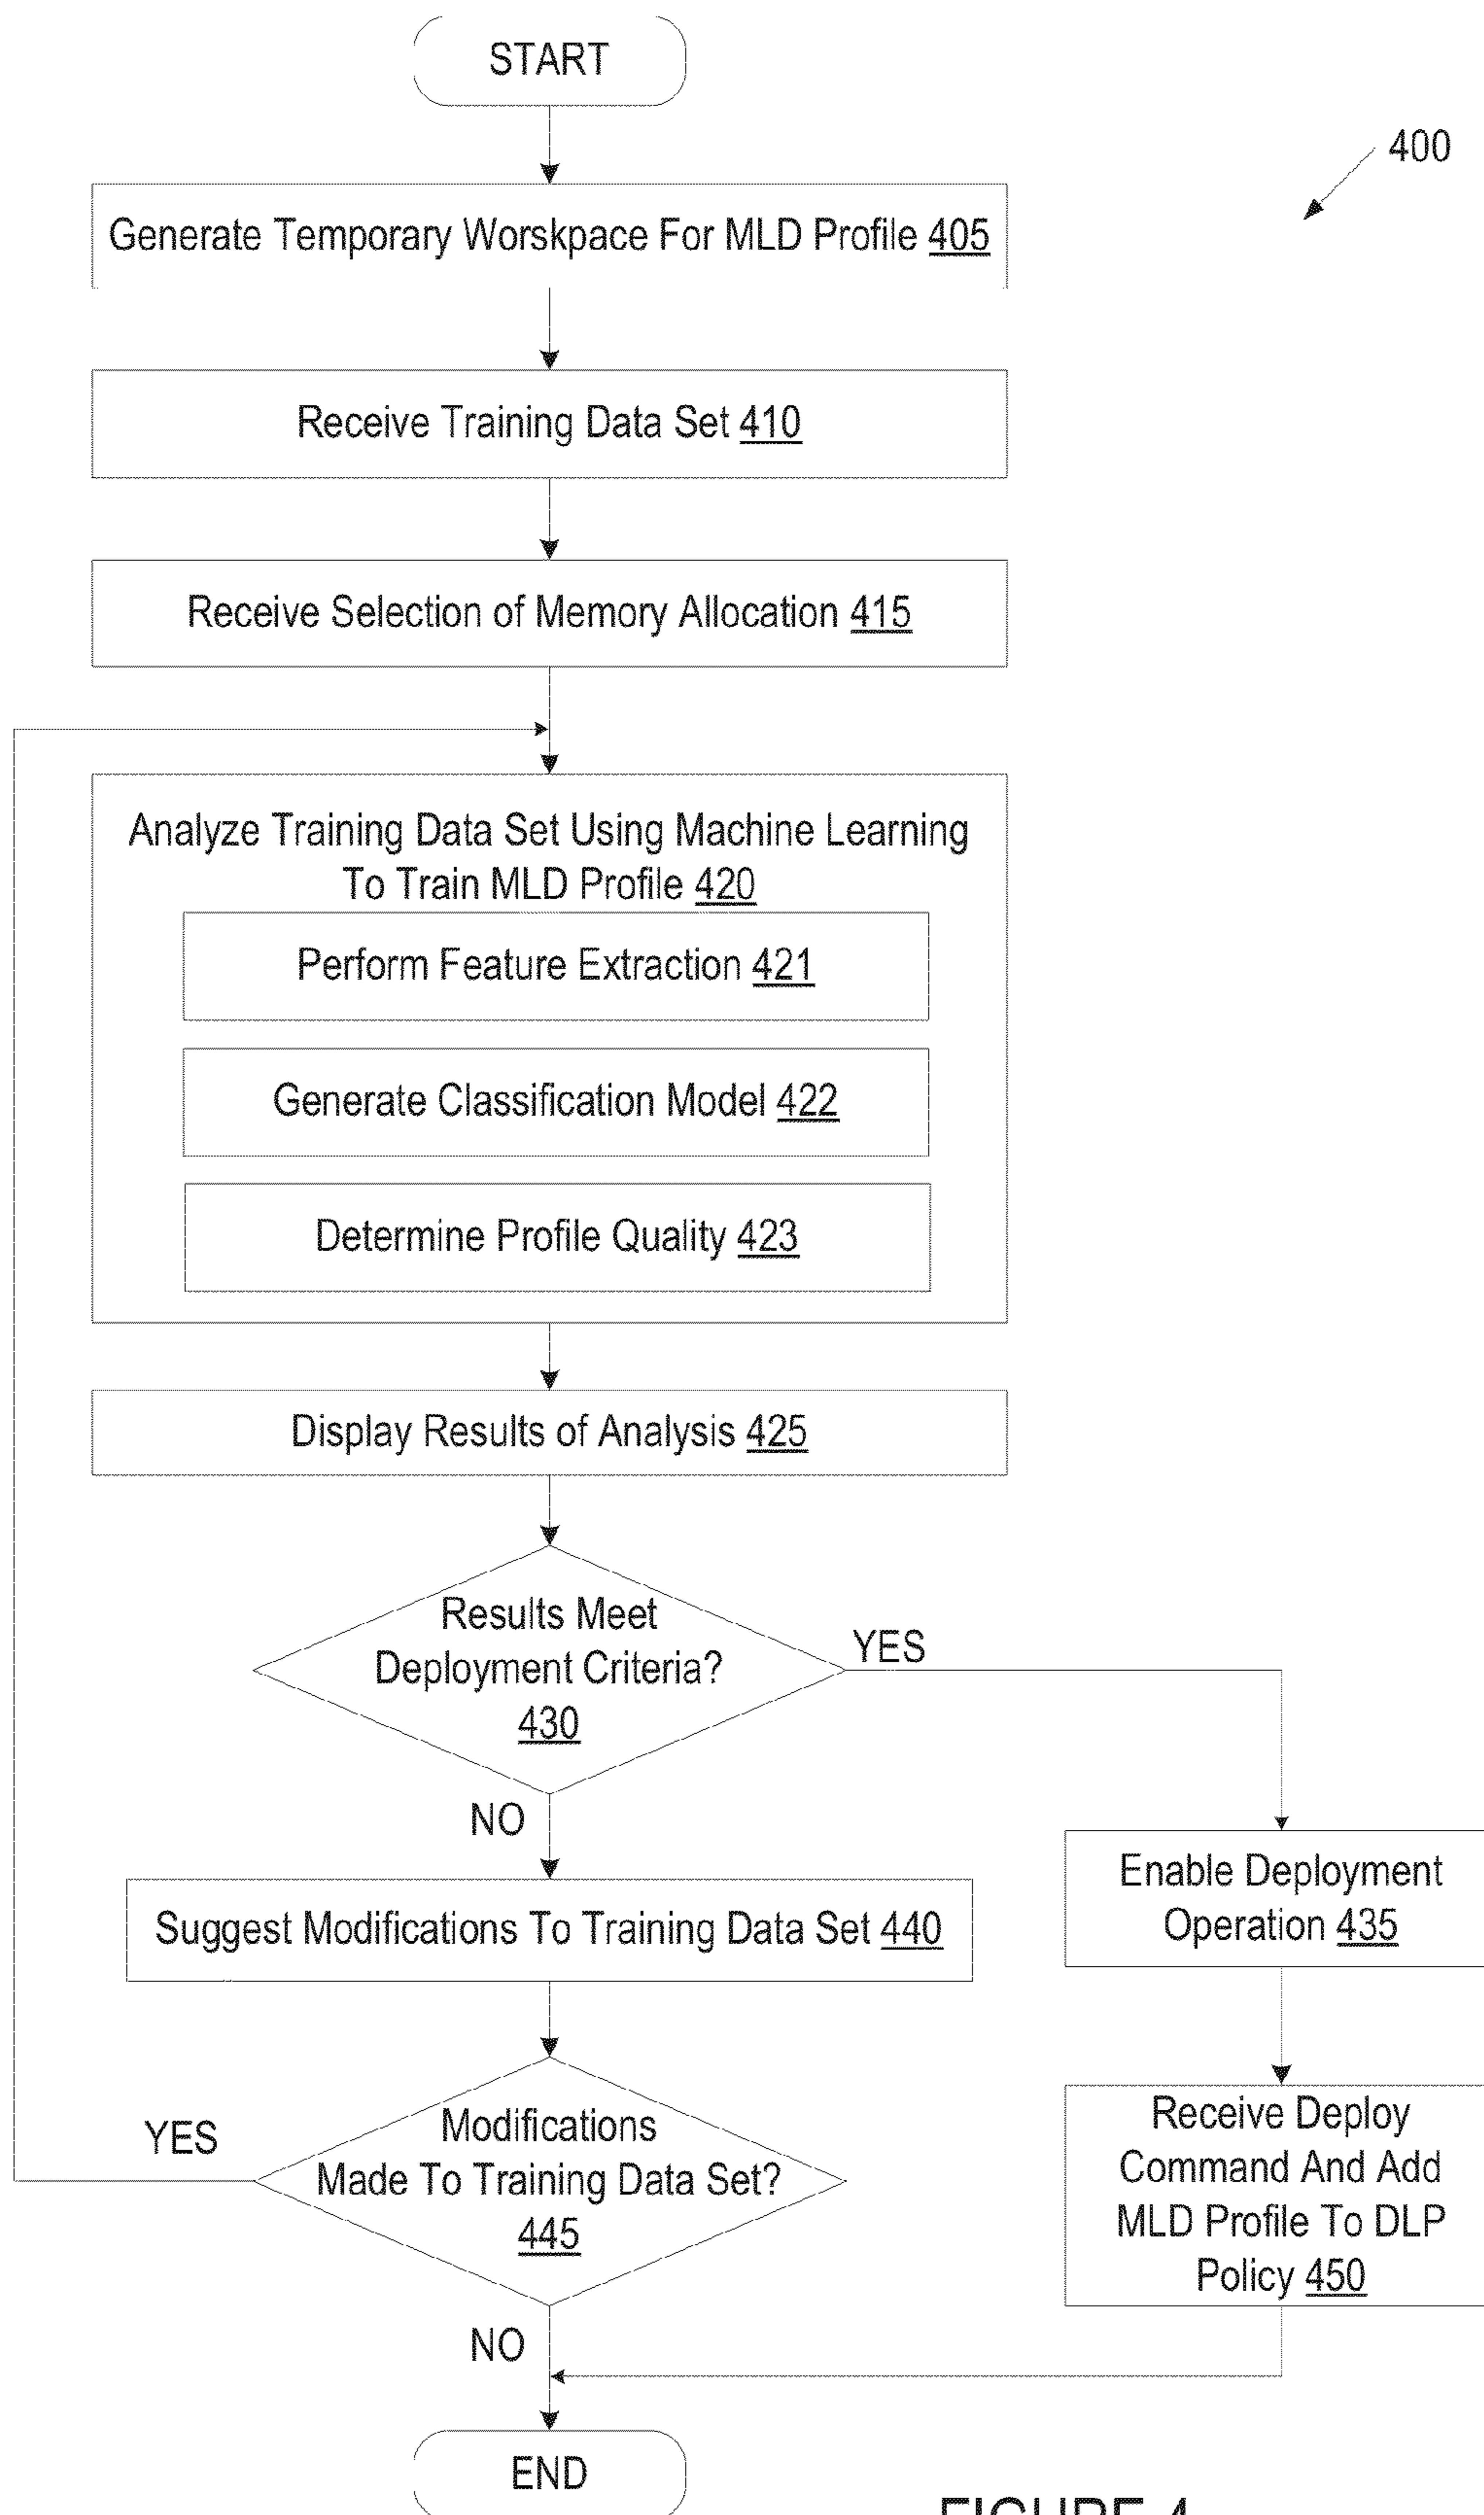 START
400
Generate Temporary Worskpace For MLD Profile 405
Receive Training Data Set 410
Receive Selection of Memory Allocation 415
Analyze Training Data Set Using Machine Learning
To Train MLD Profile 420
Perform Feature Extraction 421
Generate Classification Model 422
Determine Profile Quality 423
Display Results of Analysis 425
Results Meet
Deployment Criteria?
430
YES
NO
Enable Deployment
Operation 435
Suggest Modifications To Training Data Set 440
Modifications
Made To Training Data Set?
445
YES
NO
Receive Deploy
Command And Add
MLD Profile To DLP
Policy 450
END
FIGURE 4